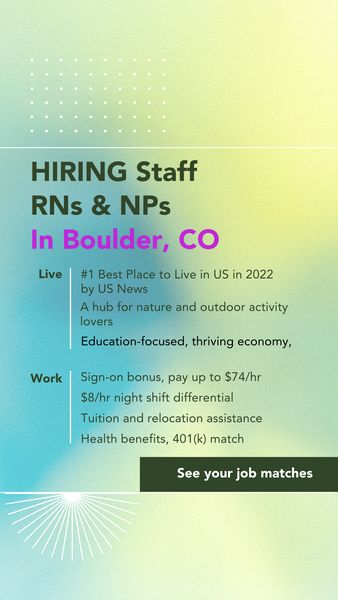 HIRING Staff
RNs & NPs
In Boulder, CO
Live
#1 Best Place to Live in US in 2022
by US News
A hub for nature and outdoor activity
lovers
Education-focused, thriving economy,
Work
Sign-on bonus, pay up to $74/hr
$8/hr night shift differential
Tuition and relocation assistance
Health benefits, 401(k) match
See your job matches